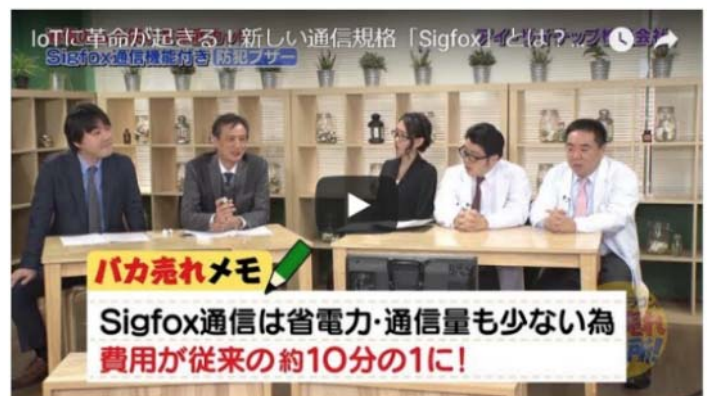 IoTに革命が起きる！新しい通信規格「Sigfox」とは？...
Sigfox通信機能付き 防犯ブザー
バカ売れメモ
Sigfox通信は省電力・通信量も少ない為
費用が従来の約10分の1に！